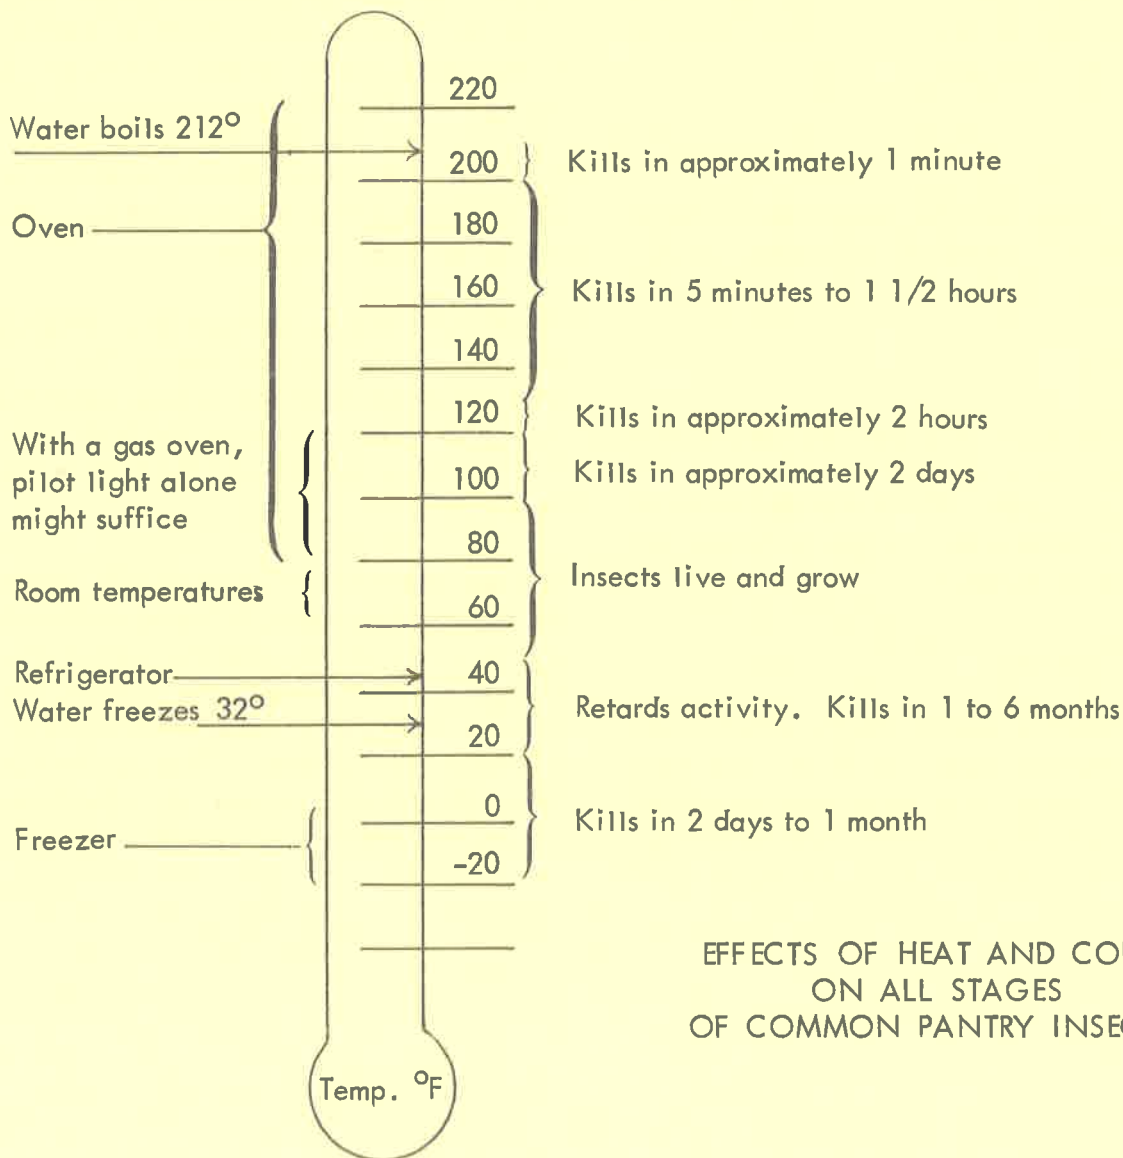 220
Water boils 212°
200
Kills in approximately 1 minute
Oven
180
160
Kills in 5 minutes to 1 1/2 hours
140
120
Kills in approximately 2 hours
With a gas oven,
pilot light alone
might suffice
100
Kills in approximately 2 days
80
Insects live and grow
Room temperatures
60
Refrigerator
40
Water freezes 32°
Retards activity. Kills in 1 to 6 months
20
0
Kills in 2 days to 1 month
Freezer
-20
EFFECTS OF HEAT AND
ON ALL STAGES
OF COMMON PANTRY
Temp. °F